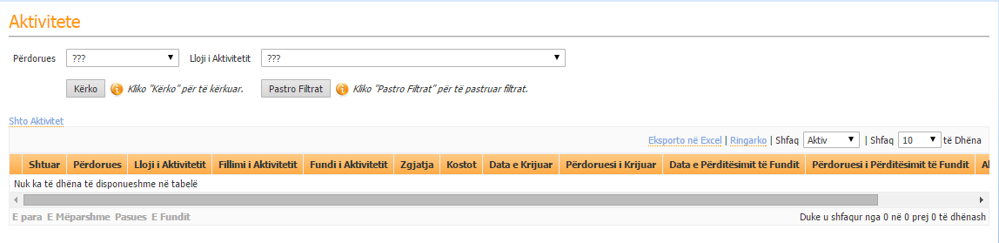 Aktivitete
Përdorues ??? Lloji i Aktivitetit ???
Kërko Kliko "Kërko" për të kërkuar. Pastro Filtrat Kliko "Pastro Filtrat" për të pastruar filtrat.
Shto Aktivitet
Eksporto në Excel | Ringarko | Shfaq Aktiv | Shfaq 10 të Dhëna
Shtuar Përdorues Lloji i Aktivitetit Fillimi i Aktivitetit Fundi i Aktivitetit Zgjatja Kostot Data e Krijuar Përdoruesi i Krijuar Data e Përditësimit të Fundit Përdoruesi i Përditësimit të Fundit
Nuk ka të dhëna të disponueshme në tabelë
E para E Mëparshme Pasues E Fundit Duke u shfaqur nga 0 në 0 prej 0 të dhënash